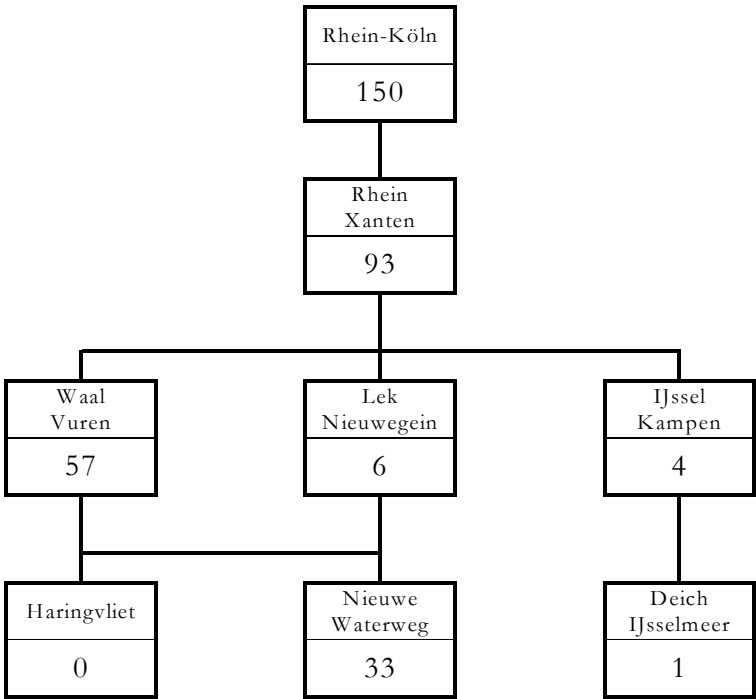 Rhein-Köln
150
Rhein
Xanten
93
Waal
Vuren
57
Lek
Nieuwegein
6
IJssel
Kampen
4
Haringvliet
0
Nieuwe
Waterweg
33
Deich
IJsselmeer
1